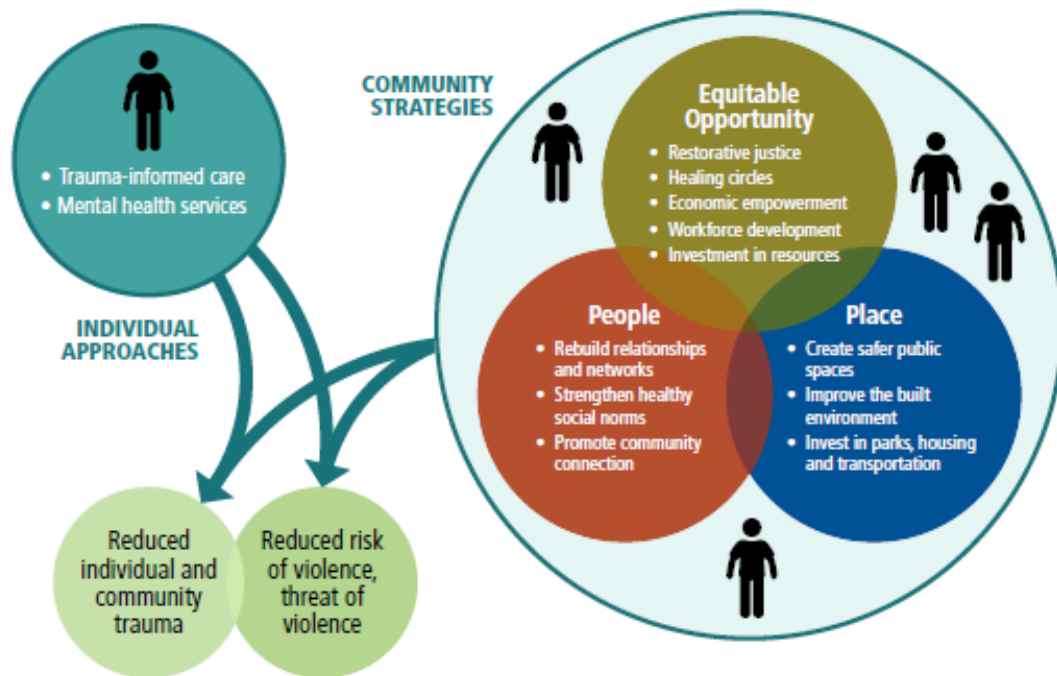 • Trauma-informed care
• Mental health services
INDIVIDUAL
APPROACHES
COMMUNITY
STRATEGIES
Equitable
Opportunity
• Restorative justice
• Healing circles
• Economic empowerment
• Workforce development
• Investment in resources
People
• Rebuild relationships
and networks
• Strengthen healthy
social norms
• Promote community
connection
Place
• Create safer public
spaces
• Improve the built
environment
• Invest in parks, housing
and transportation
Reduced
individual and
community
trauma
Reduced risk
of violence,
threat of
violence